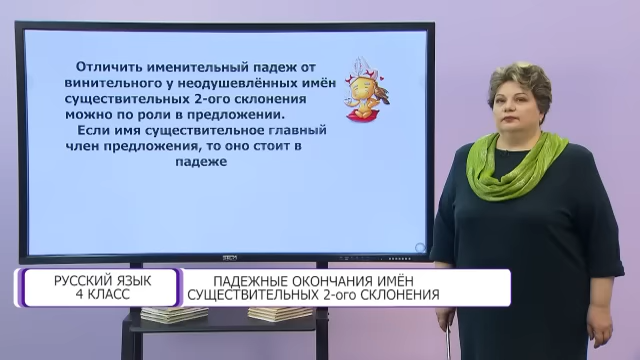 Отличить именительный падеж от
винительного у неодушевлённых имён
существительных 2-ого склонения
можно по роли в предложении.
Если имя существительное главный
член предложения, то оно стоит в
падеже
РУССКИЙ ЯЗЫК
4 КЛАСС
ПАДЕЖНЫЕ ОКОНЧАНИЯ ИМЁН
СУЩЕСТВИТЕЛЬНЫХ 2-ого СКЛОНЕНИЯ